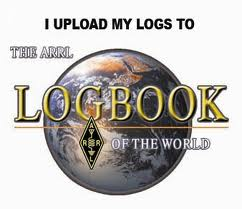 I UPLOAD MY LOGS TO
THE ARRL
LOGBOOK
OF THE WORLD
A
R R
L